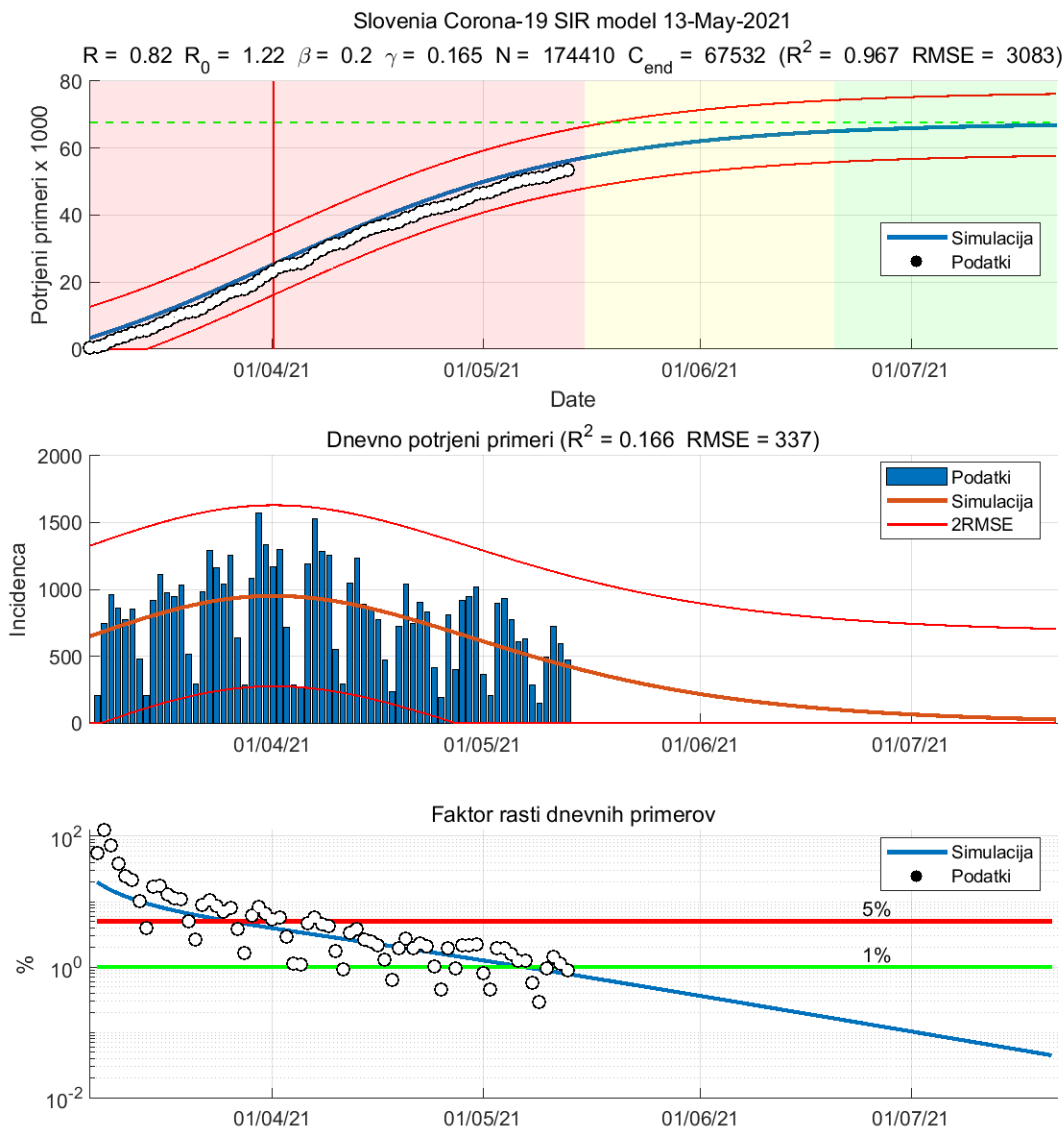 Slovenia Corona-19 SIR model 13-May-2021
R = 0.82 R0 = 1.22 β = 0.2 γ = 0.165 N = 174410 Cend = 67532 (R2 = 0.967 RMSE = 3083)
80
60
40
20
0
Potrjeni primeri x 1000
Simulacija
Podatki
01/04/21 01/05/21 01/06/21 01/07/21
Date
Dnevno potrjeni primeri (R2 = 0.166 RMSE = 337)
2000
1500
1000
500
0
Incidenca
Podatki
Simulacija
2RMSE
01/04/21 01/05/21 01/06/21 01/07/21
Faktor rasti dnevnih primerov
102
100
10-2
%
Simulacija
Podatki
5%
1%
01/04/21 01/05/21 01/06/21 01/07/21